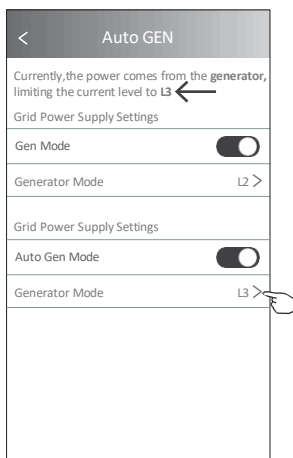 Auto GEN
Currently,the power comes from the generator,
limiting the current level to L3
Grid Power Supply Settings
Gen Mode
Generator Mode L2 >
Grid Power Supply Settings
Auto Gen Mode
Generator Mode L3 >